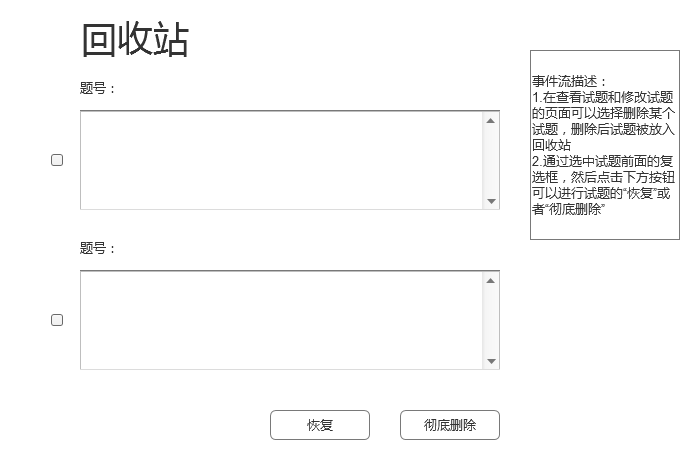 回收站
题号：
题号：
恢复
彻底删除
事件流描述：
1.在查看试题和修改试题
的页面可以选择删除某个
试题，删除后试题被放入
回收站
2.通过选中试题前面的复
选框，然后点击下方按钮
可以进行试题的“恢复”或
者“彻底删除”